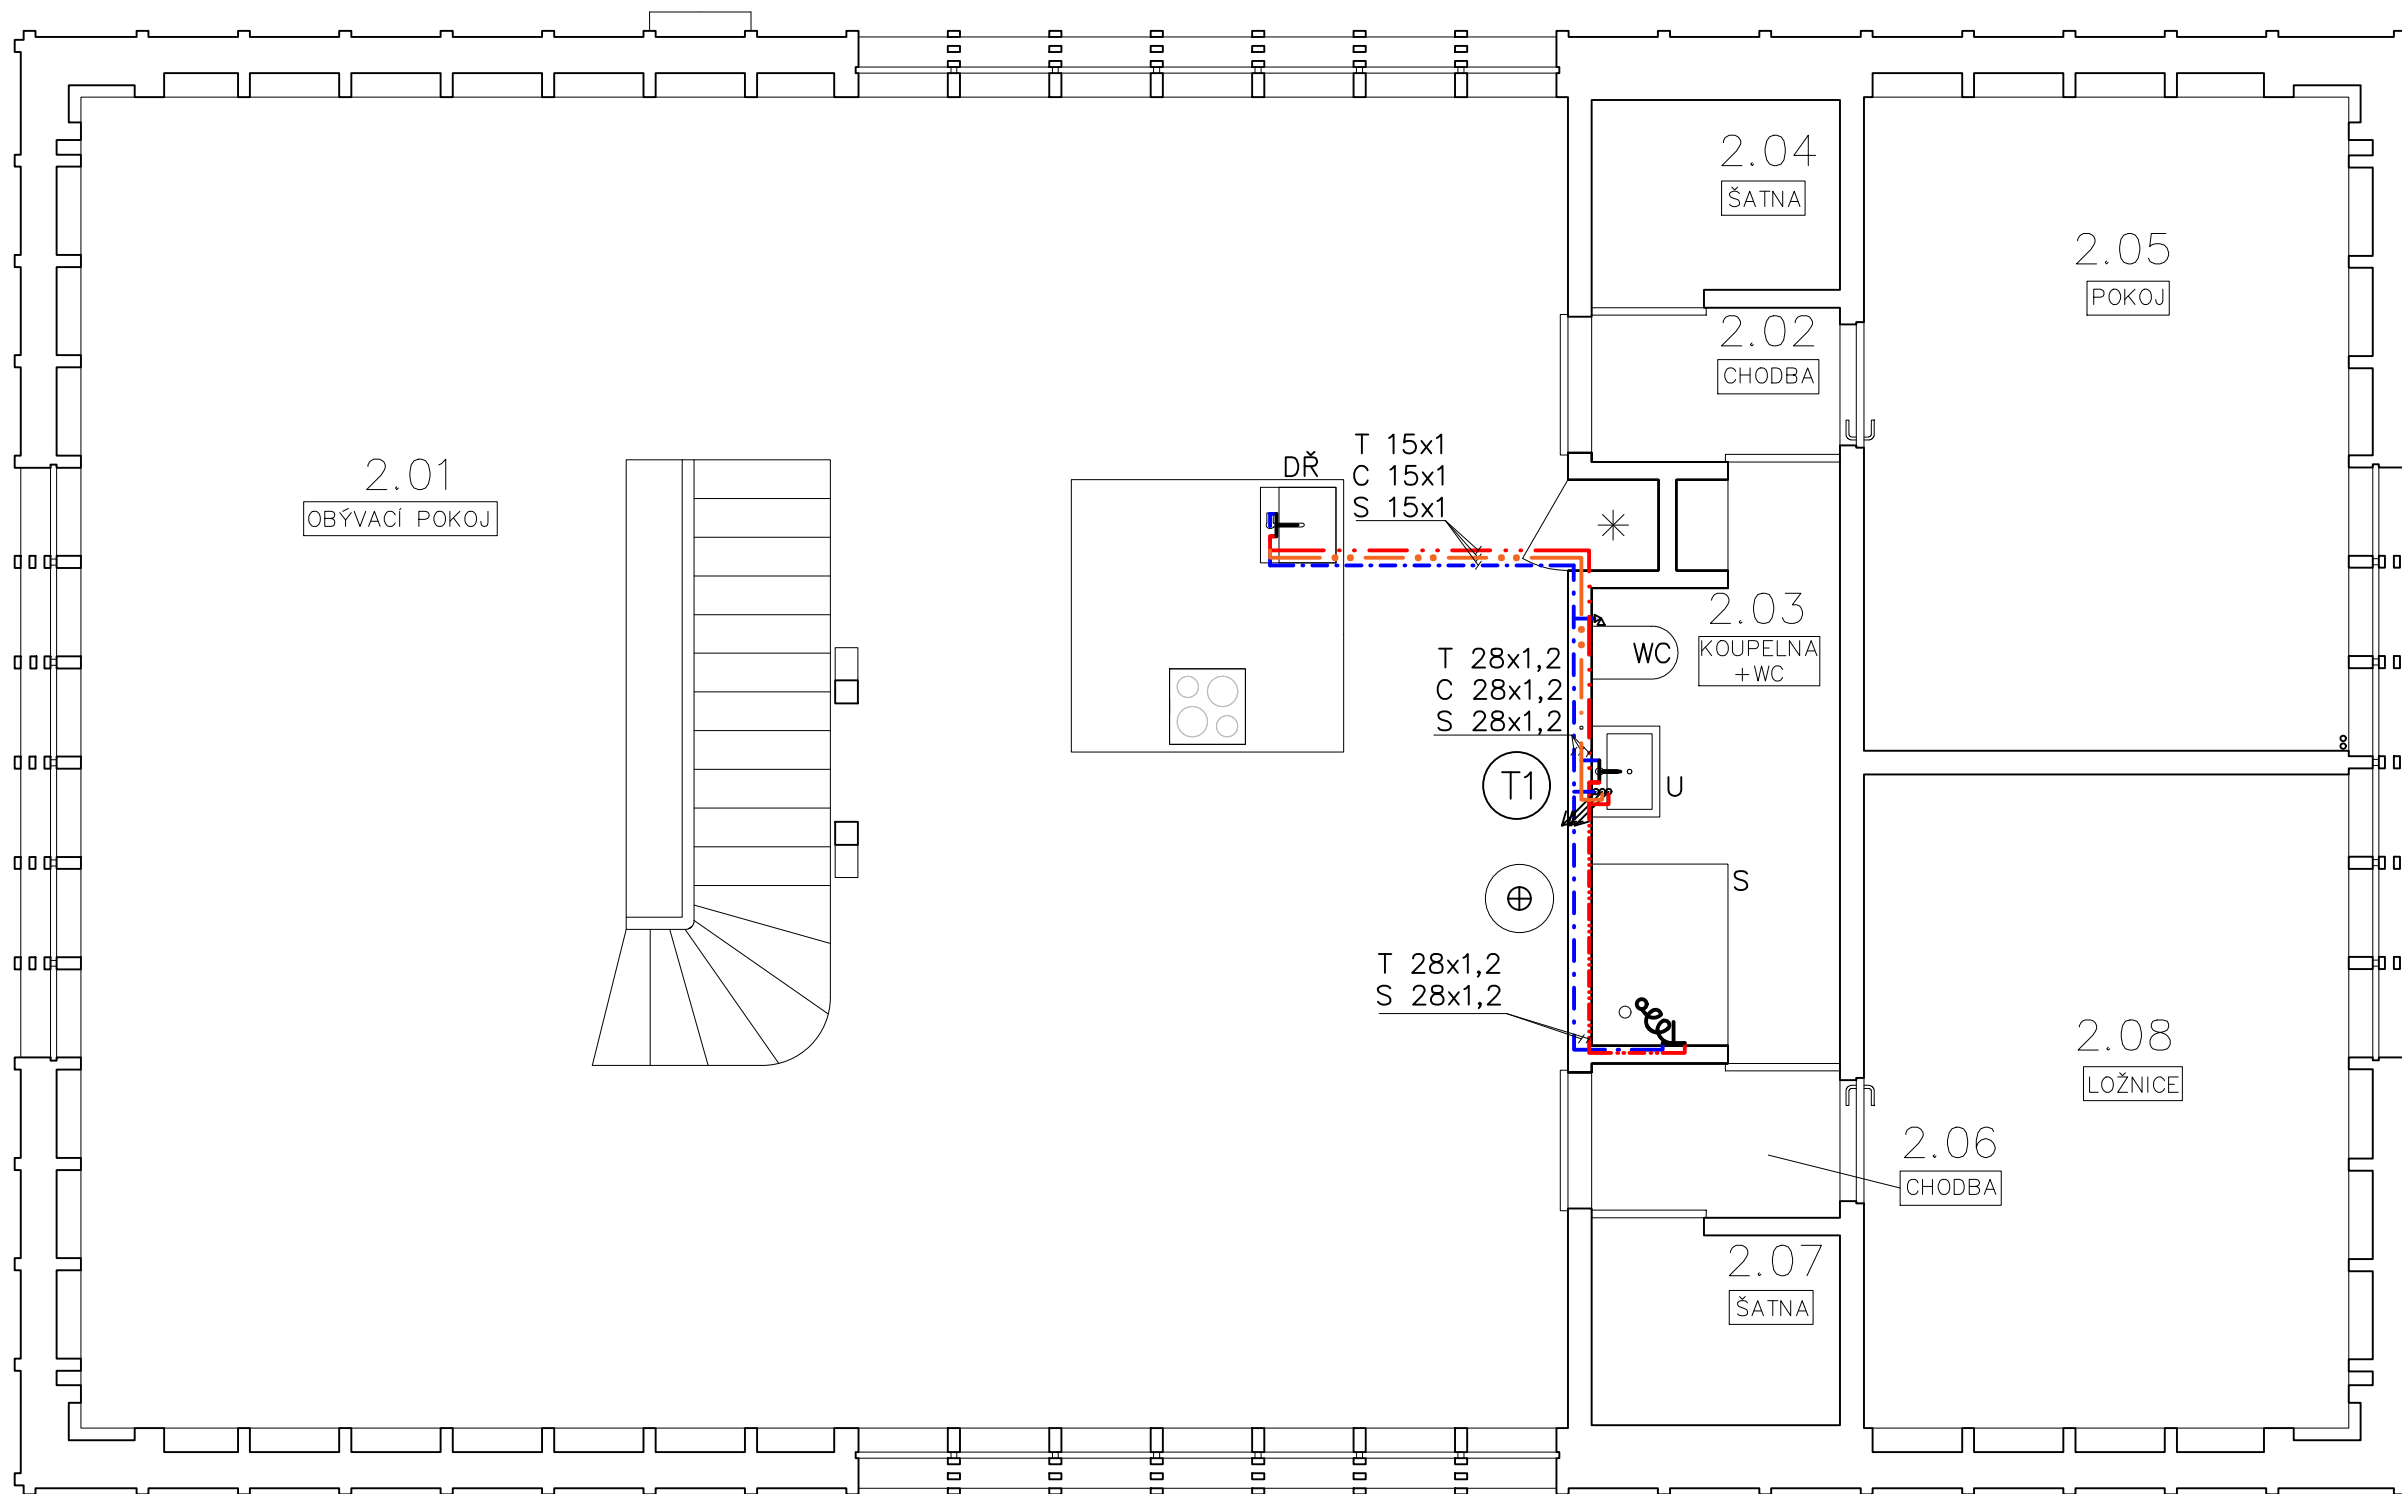 2.04
ŠATNA
2.05
POKOJ
2.02
CHODBA
2.01
OBÝVACÍ POKOJ
DŘ
T 15x1
C 15x1
S 15x1
2.03
KOUPELNA
+WC
WC
T 28x1,2
C 28x1,2
S 28x1,2
T1
U
S
T 28x1,2
S 28x1,2
2.08
LOŽNICE
2.06
CHODBA
2.07
ŠATNA